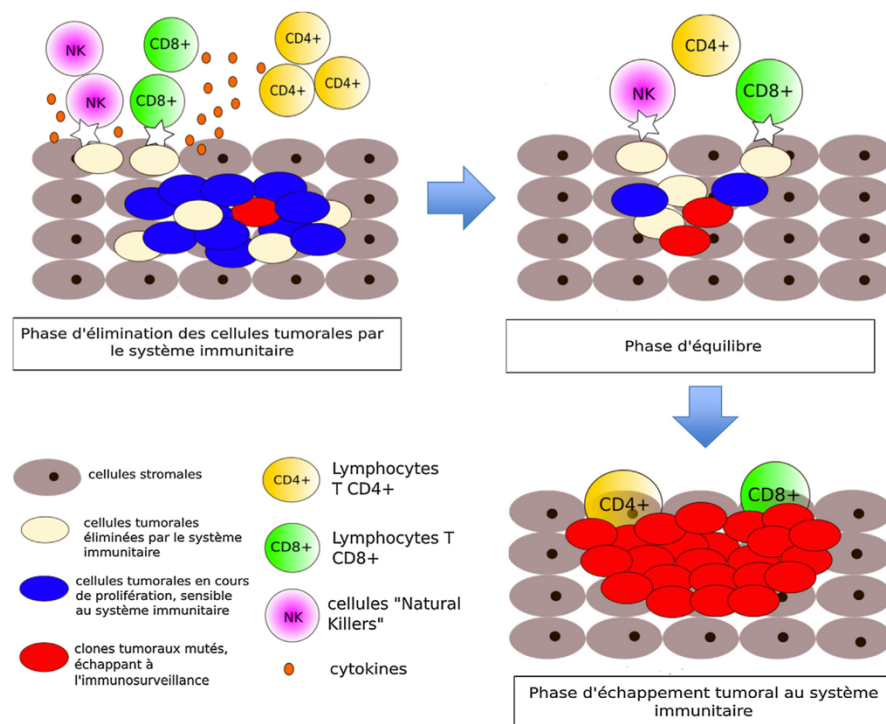 NK
CD8+
CD4+
NK
CD8+
CD4+
CD4+
Phase d'élimination des cellules tumorales par
le système immunitaire
CD4+
NK
CD8+
Phase d'équilibre
cellules stromales
cellules tumorales
éliminées par le système
immunitaire
cellules tumorales en cours
de prolifération, sensible
au système immunitaire
clones tumoraux mutés,
échappant à
l'immunosurveillance
CD4+
Lymphocytes
T CD4+
CD8+
Lymphocytes T
CD8+
NK
cellules "Natural
Killers"
cytokines
CD4+
CD8+
Phase d'échappement tumoral au système
immunitaire